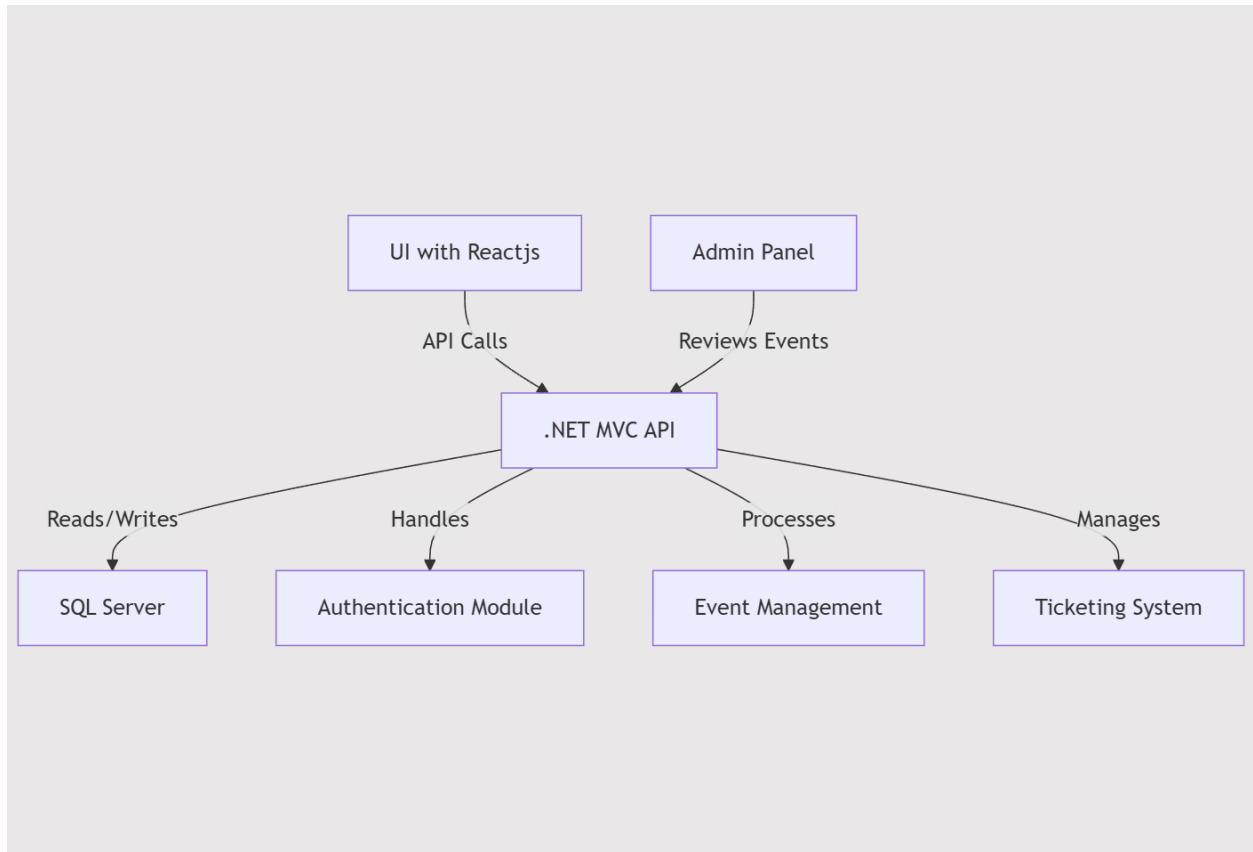 UI with Reactjs
Admin Panel
API Calls
Reviews Events
.NET MVC API
Reads/Writes
Handles
Processes
Manages
SQL Server
Authentication Module
Event Management
Ticketing System